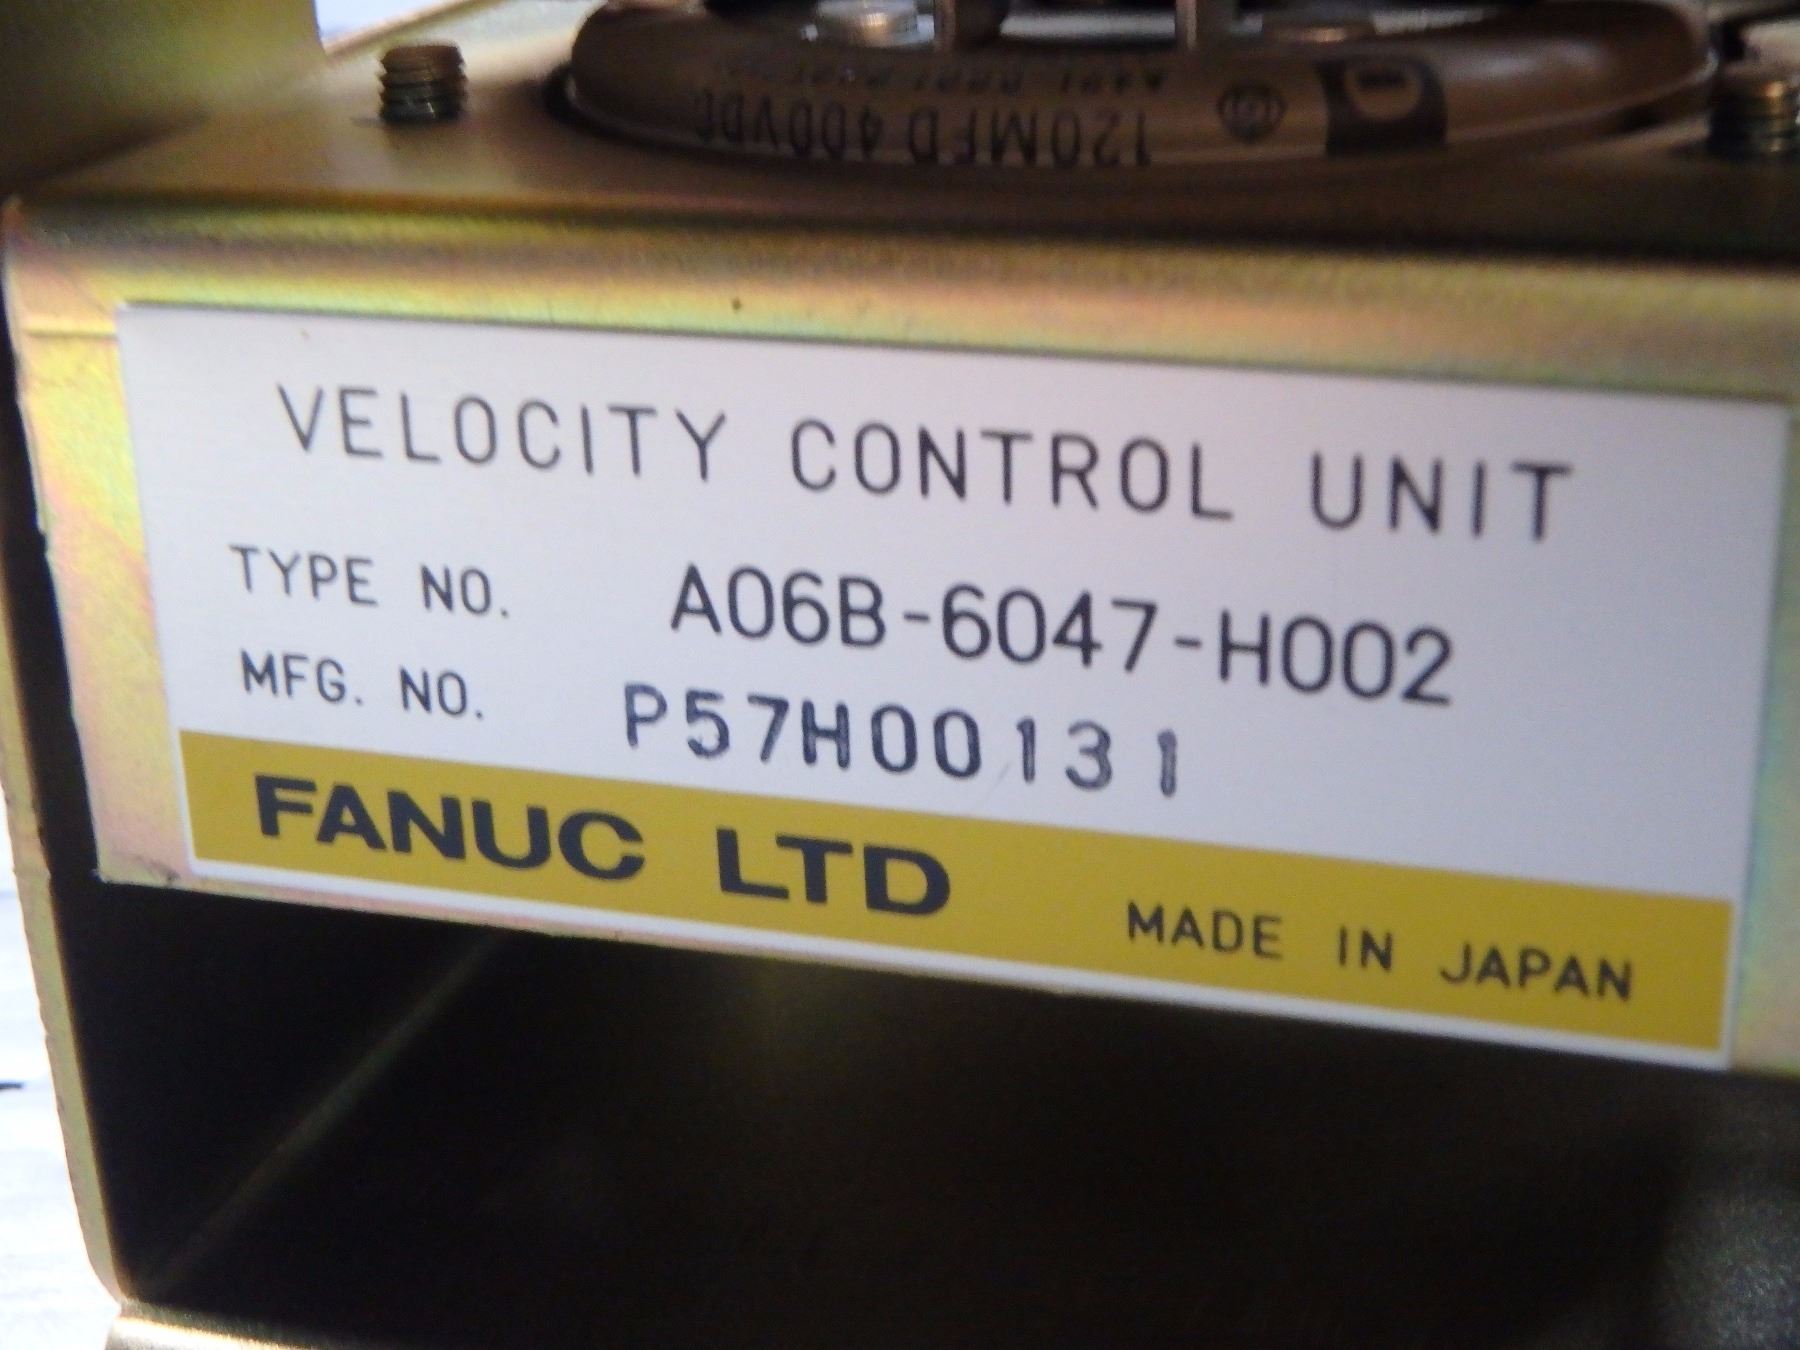 120MFD 400VDC
VELOCITY CONTROL UNIT
TYPE NO. A06B-6047-H002
MFG. NO. P57H00131
FANUC LTD MADE IN JAPAN